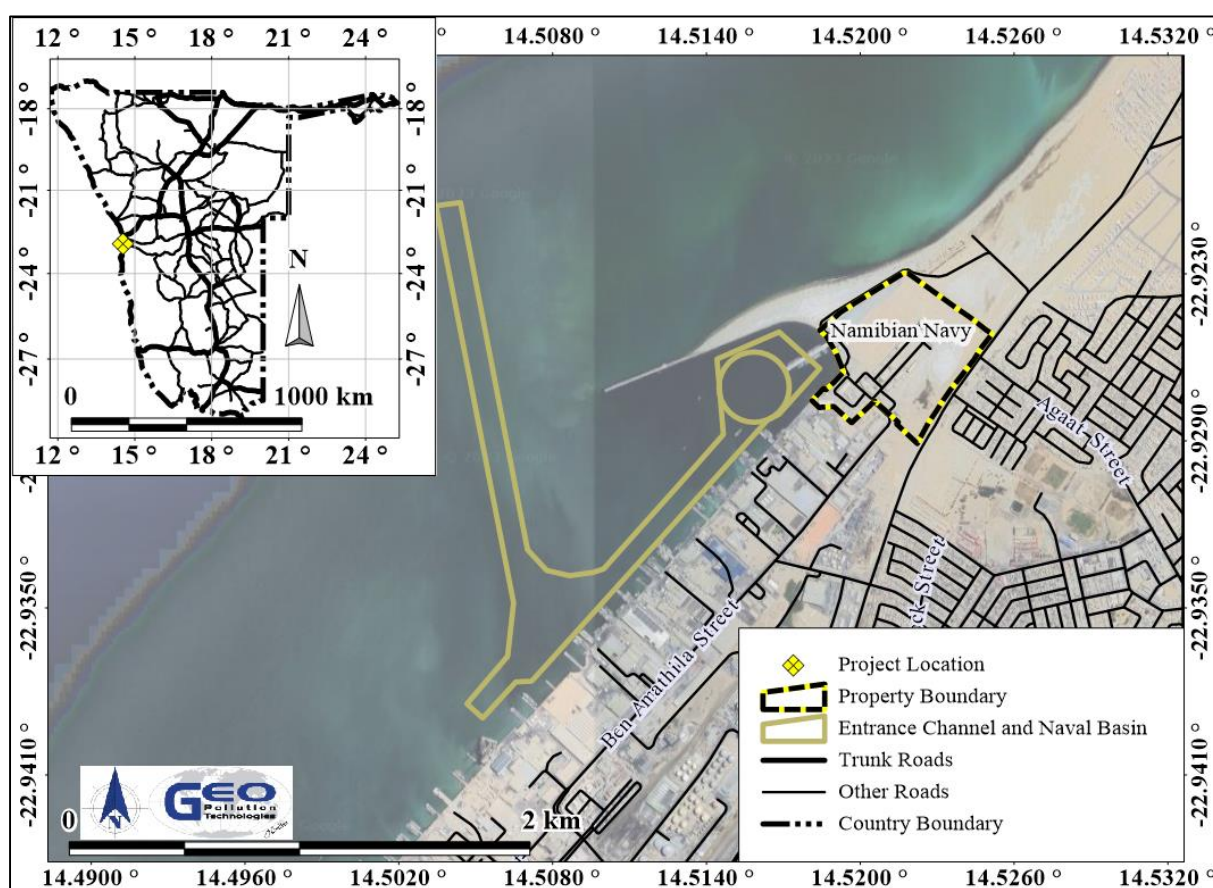 12 ° 15 ° 18 ° 21 ° 24 °
14.5080 ° 14.5140 ° 14.5200 ° 14.5260 ° 14.5320 °
-18 °
-21 °
-24 °
-27 °
N
0 1000 km
12 ° 15 ° 18 ° 21 ° 24 °
-18 °
-21 °
-24 °
-27 °
-22.9230 °
-22.9290 °
-22.9350 °
-22.9410 °
Namibian Navy
Agaat Street
Ben Amathila Street
eck Street
-22.9350 °
-22.9410 °
Project Location
Property Boundary
Entrance Channel and Naval Basin
Trunk Roads
Other Roads
Country Boundary
N
GEO
Pollution
Technologies
0 2 km
14.4900 ° 14.4960 ° 14.5020 ° 14.5080 ° 14.5140 ° 14.5200 ° 14.5260 ° 14.5320 °